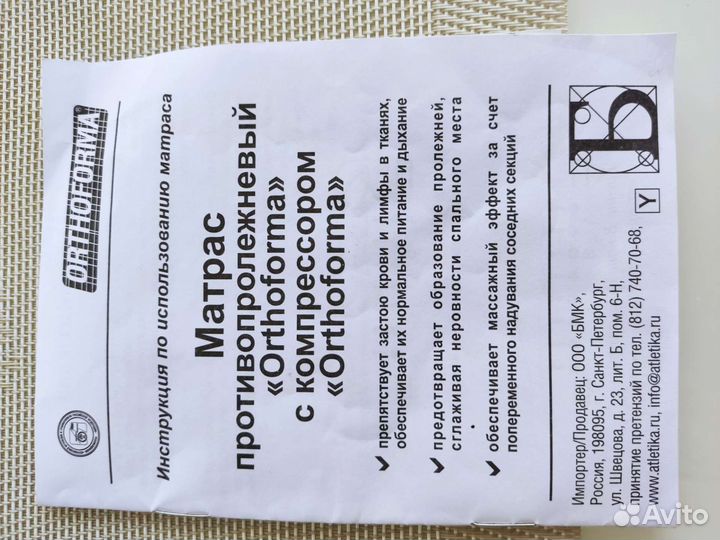 ORTHOFORMA®
Инструкция по использованию матраса
Матрас
противопролежневый
«Orthoforma»
с компрессором
«Orthoforma»
✓ препятствует застою крови и лимфы в тканях,
обеспечивает их нормальное питание и дыхание
✓ предотвращает образование пролежней,
сглаживая неровности спального места
✓ обеспечивает массажный эффект за счет
попеременного надувания соседних секций
Импортер/Продавец: ООО «БМК»,
Россия, 198095, г. Санкт-Петербург,
ул. Швецова, д. 23, лит. Б, пом. 6-Н,
принятие претензий по тел. (812) 740-70-68,
www.atletika.ru, info@atletika.ru
Б
Y
Avito